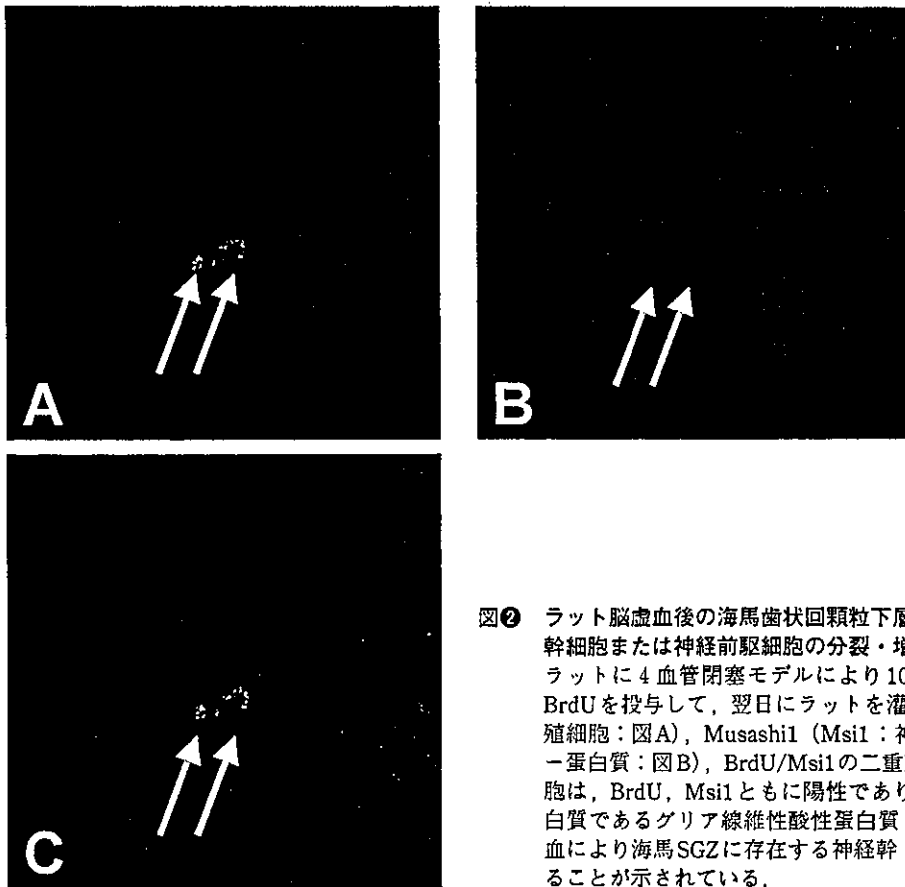 A
B
C
図❷ ラット脳虚血後の海馬歯状回顆粒下層
幹細胞または神経前駆細胞の分裂・増
ラットに4血管閉塞モデルにより10
BrdUを投与して，翌日にラットを灌
殖細胞：図A），Musashi1（Msi1：神
ー蛋白質：図B），BrdU/Msi1の二重
胞は，BrdU，Msi1ともに陽性であり
白質であるグリア線維性酸性蛋白質
血により海馬SGZに存在する神経幹
ることが示されている．